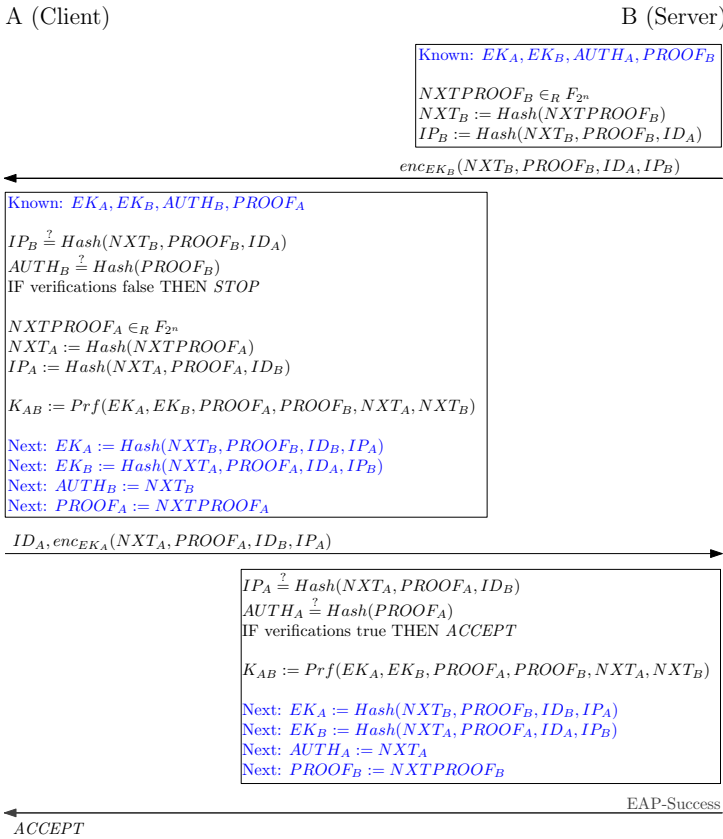 A (Client)
B (Server)
Known: EK_A, EK_B, AUTH_A, PROOF_B
NXTPROOF_B ∈_R F_{2^n}
NXT_B := Hash(NXTPROOF_B)
IP_B := Hash(NXT_B, PROOF_B, ID_A)
enc_{EK_B}(NXT_B, PROOF_B, ID_A, IP_B)
Known: EK_A, EK_B, AUTH_B, PROOF_A
IP_B ≟ Hash(NXT_B, PROOF_B, ID_A)
AUTH_B ≟ Hash(PROOF_B)
IF verifications false THEN STOP
NXTPROOF_A ∈_R F_{2^n}
NXT_A := Hash(NXTPROOF_A)
IP_A := Hash(NXT_A, PROOF_A, ID_B)
K_{AB} := Prf(EK_A, EK_B, PROOF_A, PROOF_B, NXT_A, NXT_B)
Next: EK_A := Hash(NXT_B, PROOF_B, ID_B, IP_A)
Next: EK_B := Hash(NXT_A, PROOF_A, ID_A, IP_B)
Next: AUTH_B := NXT_B
Next: PROOF_A := NXTPROOF_A
ID_A, enc_{EK_A}(NXT_A, PROOF_A, ID_B, IP_A)
IP_A ≟ Hash(NXT_A, PROOF_A, ID_B)
AUTH_A ≟ Hash(PROOF_A)
IF verifications true THEN ACCEPT
K_{AB} := Prf(EK_A, EK_B, PROOF_A, PROOF_B, NXT_A, NXT_B)
Next: EK_A := Hash(NXT_B, PROOF_B, ID_B, IP_A)
Next: EK_B := Hash(NXT_A, PROOF_A, ID_A, IP_B)
Next: AUTH_A := NXT_A
Next: PROOF_B := NXTPROOF_B
EAP-Success
ACCEPT